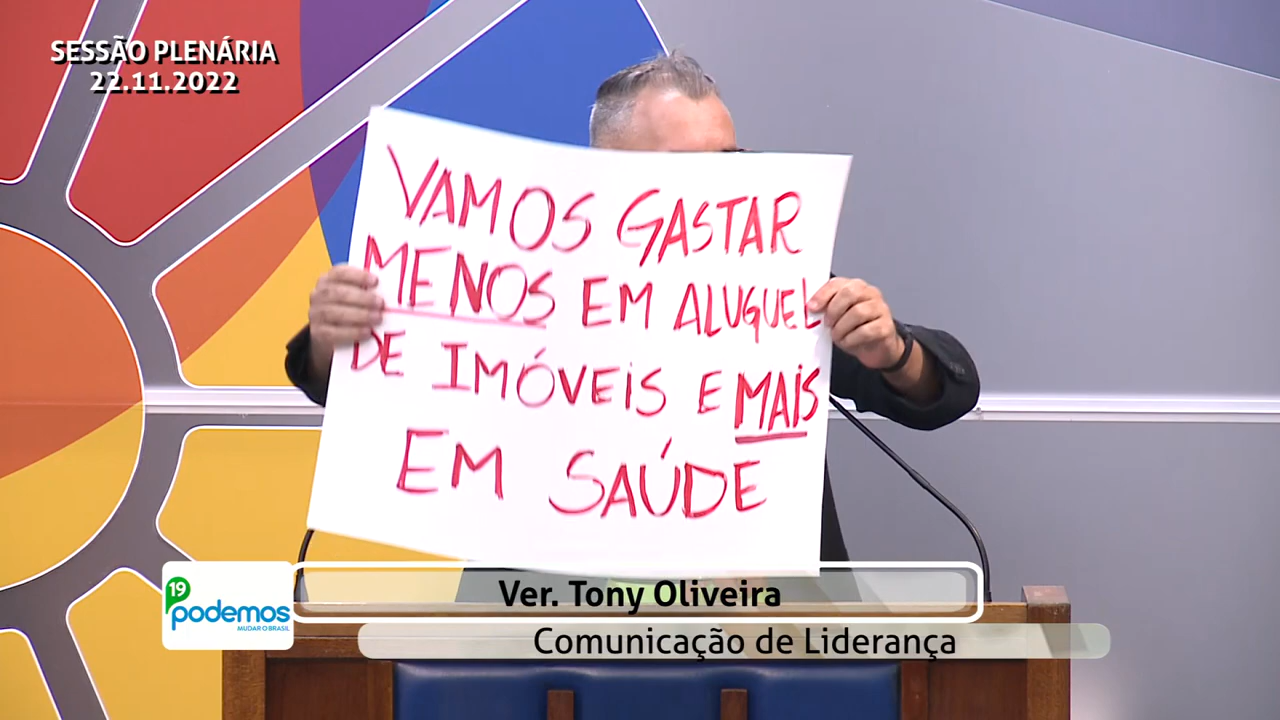 SESSÃO PLENÁRIA
22.11.2022
VAMOS GASTAR
MENOS EM ALUGUEL
DE IMÓVEIS E MAIS
EM SAÚDE
19
podemos
MUDAR O BRASIL
Ver. Tony Oliveira
Comunicação de Liderança